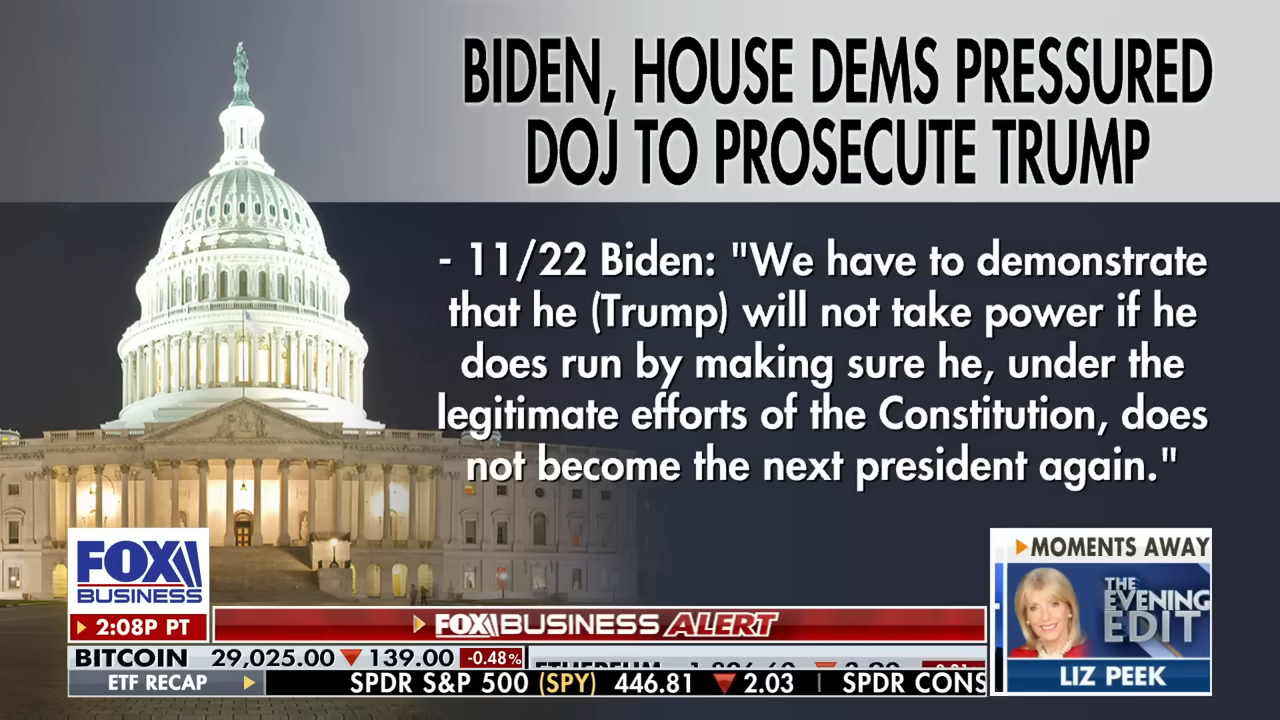 BIDEN, HOUSE DEMS PRESSURED
DOJ TO PROSECUTE TRUMP
- 11/22 Biden: "We have to demonstrate
that he (Trump) will not take power if he
does run by making sure he, under the
legitimate efforts of the Constitution, does
not become the next president again."
FOX
BUSINESS
2:08P PT
FOX BUSINESS ALERT
MOMENTS AWAY
THE
EVENING
EDIT
LIZ PEEK
BITCOIN 29,025.00 139.00 -0.48% ETHEREUM
ETF RECAP SPDR S&P 500 (SPY) 446.81 2.03 | SPDR CONS